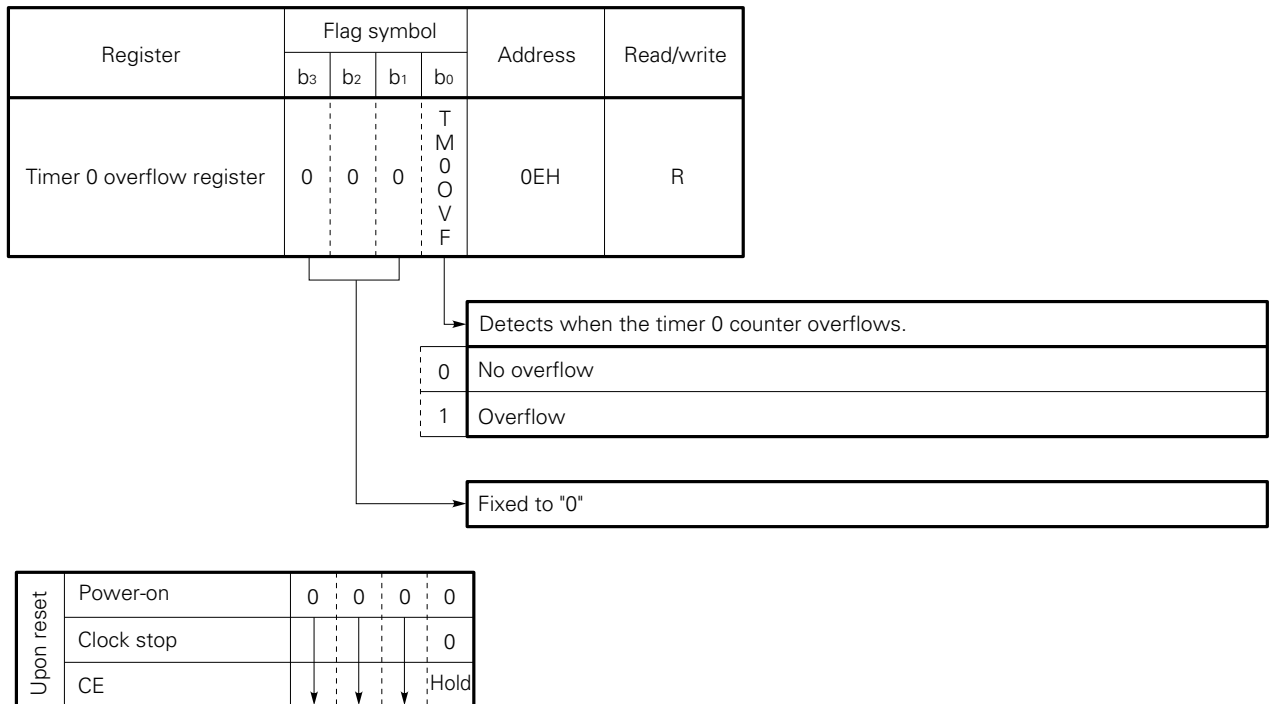 Register Flag symbol Address Read/write
b3 b2 b1 b0
Timer 0 overflow register 0 0 0 TM0OVF 0EH R
Detects when the timer 0 counter overflows.
0 No overflow
1 Overflow
Fixed to "0"
Upon reset
Power-on 0 0 0 0
Clock stop 0
CE Hold